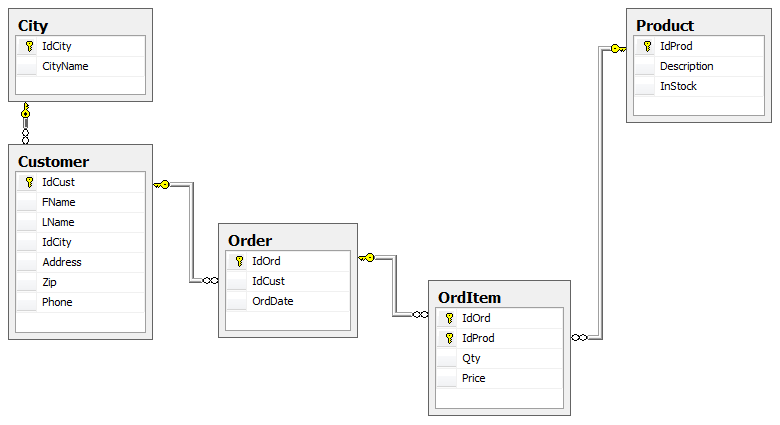 City
IdCity
CityName
Product
IdProd
Description
InStock
Customer
IdCust
FName
LName
IdCity
Address
Zip
Phone
Order
IdOrd
IdCust
OrdDate
OrdItem
IdOrd
IdProd
Qty
Price